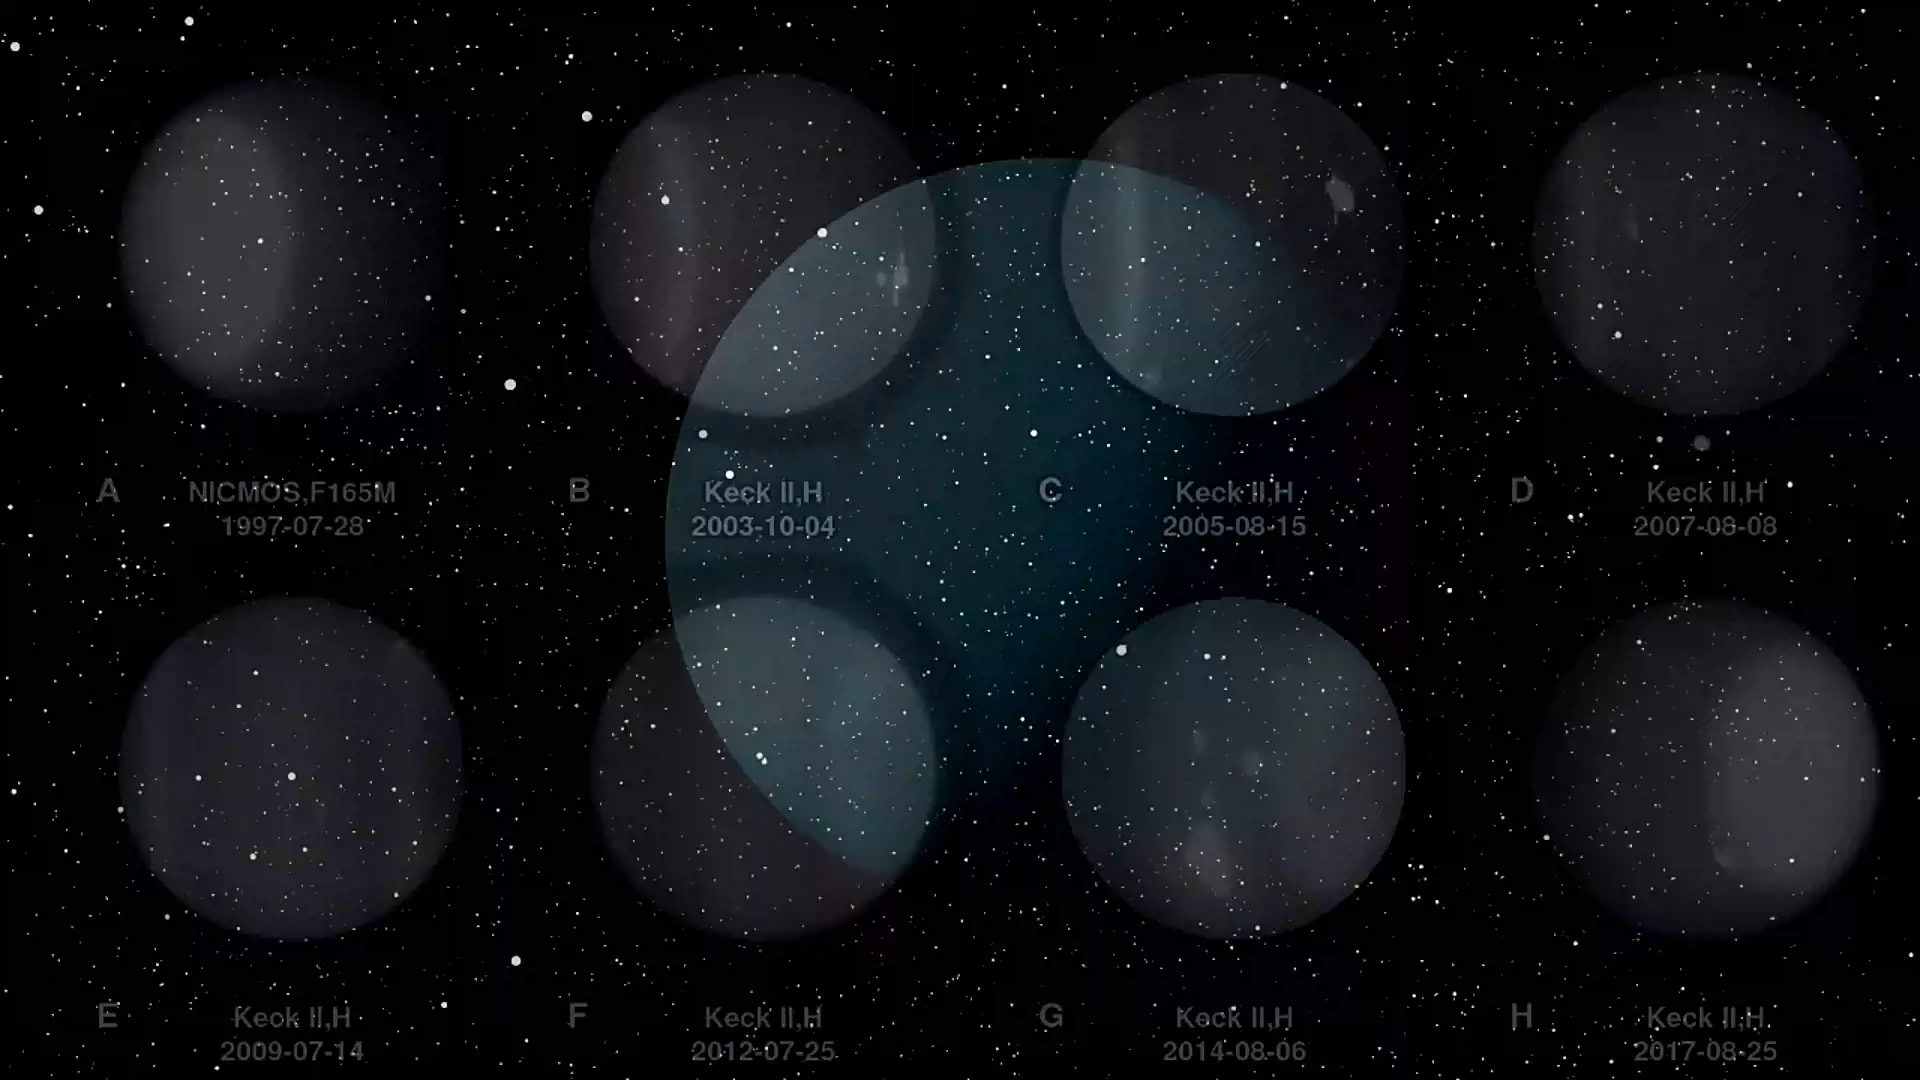 A NICMOS,F165M
1997-07-28
B Keck II,H
2003-10-04
C Keck II,H
2005-08-15
D Keck II,H
2007-08-08
E Keck II,H
2009-07-14
F Keck II,H
2012-07-25
G Keck II,H
2014-08-06
H Keck II,H
2017-08-25